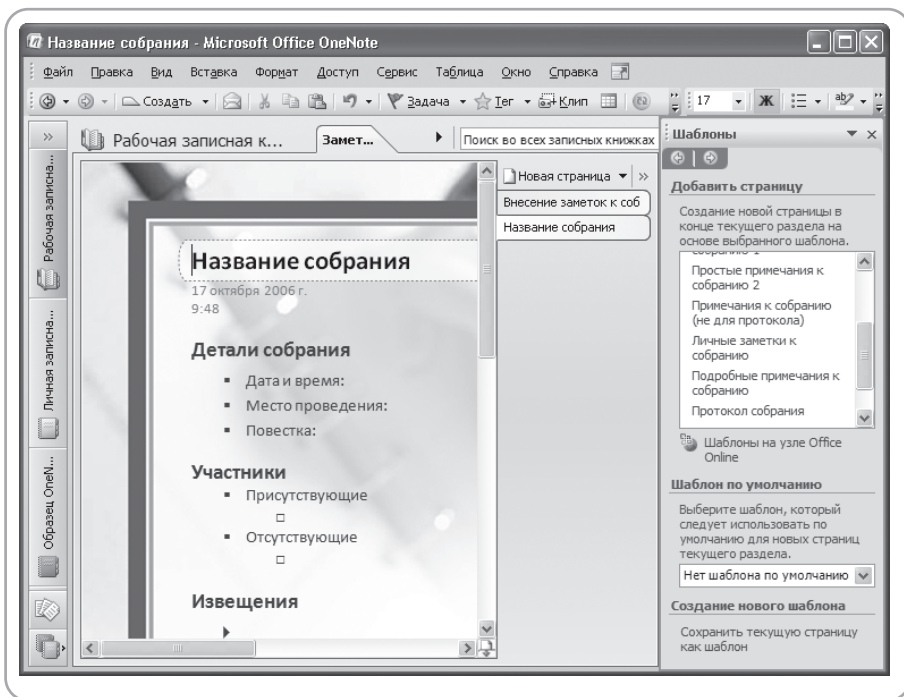 Название собрания - Microsoft Office OneNote
Файл Правка Вид Вставка Формат Доступ Сервис Таблица Окно Справка
Создать Задача Тег Клип 17 Ж ab
Рабочая записная к... Замет... Поиск во всех записных книжках
Рабочая записна...
Личная записна...
Образец OneN...
Название собрания
17 октября 2006 г.
9:48
Детали собрания
▪ Дата и время:
▪ Место проведения:
▪ Повестка:
Участники
▪ Присутствующие
▪ Отсутствующие
Извещения
Новая страница
Внесение заметок к соб
Название собрания
Шаблоны
Добавить страницу
Создание новой страницы в
конце текущего раздела на
основе выбранного шаблона.
Простые примечания к
собранию 2
Примечания к собранию
(не для протокола)
Личные заметки к
собранию
Подробные примечания к
собранию
Протокол собрания
Шаблоны на узле Office
Online
Шаблон по умолчанию
Выберите шаблон, который
следует использовать по
умолчанию для новых страниц
текущего раздела.
Нет шаблона по умолчанию
Создание нового шаблона
Сохранить текущую страницу
как шаблон